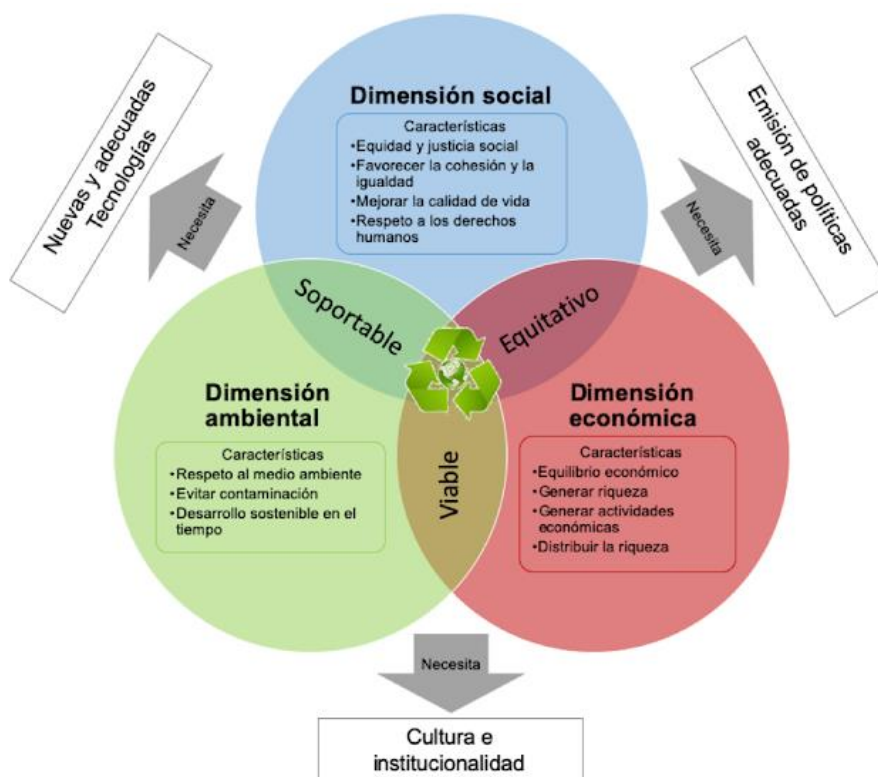 Dimensión social
Características
•Equidad y justicia social
•Favorecer la cohesión y la
igualdad
•Mejorar la calidad de vida
•Respeto a los derechos
humanos
Nuevas y adecuadas
Tecnologías
Necesita
Emisión de políticas
adecuadas
Necesita
Soportable
Equitativo
Viable
Dimensión
ambiental
Características
•Respeto al medio ambiente
•Evitar contaminación
•Desarrollo sostenible en el
tiempo
Dimensión
económica
Características
•Equilibrio económico
•Generar riqueza
•Generar actividades
económicas
•Distribuir la riqueza
Necesita
Cultura e
institucionalidad